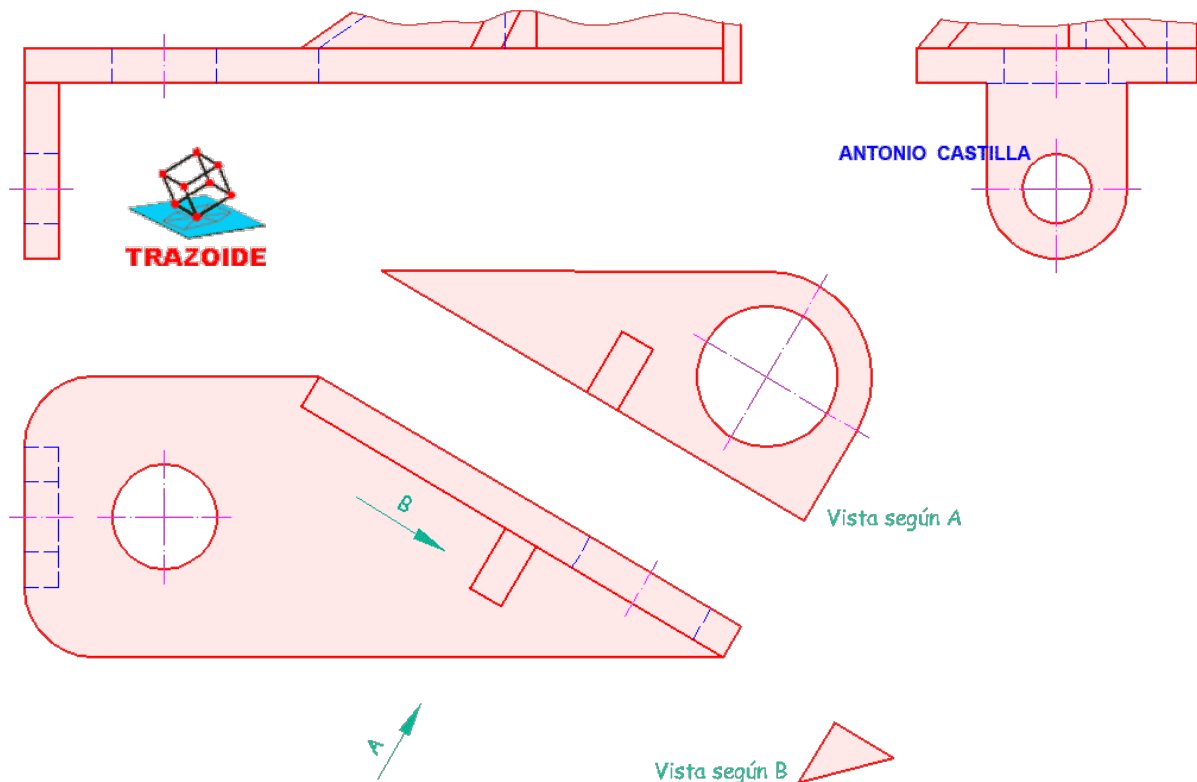 ANTONIO CASTILLA
TRAZOIDE
B
Vista según A
A
Vista según B